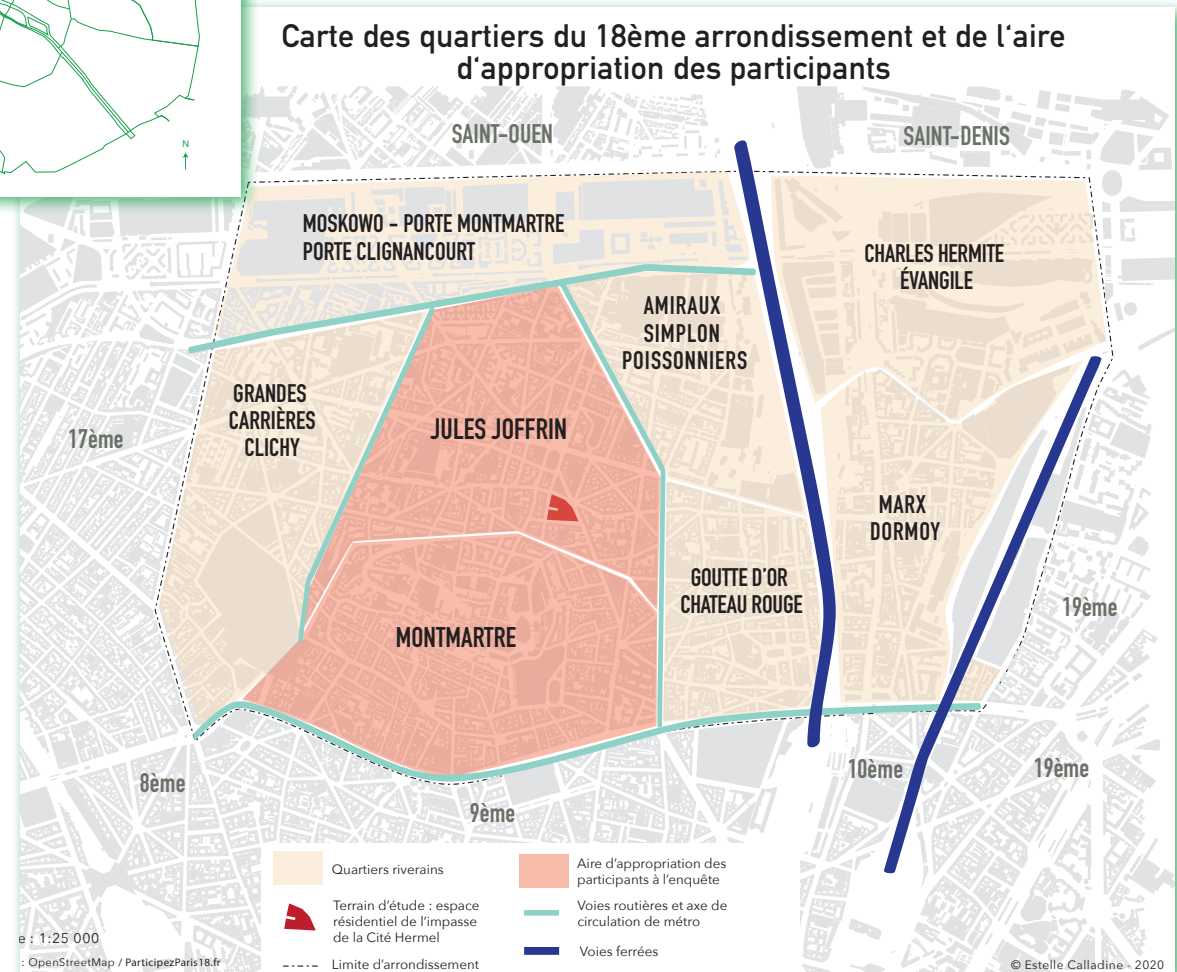 N
Carte des quartiers du 18ème arrondissement et de l'aire
d'appropriation des participants
SAINT-OUEN
SAINT-DENIS
MOSKOWO - PORTE MONTMARTRE
PORTE CLIGNANCOURT
CHARLES HERMITE
ÉVANGILE
AMIRAUX
SIMPLON
POISSONNIERS
GRANDES
CARRIÈRES
CLICHY
17ème
JULES JOFFRIN
MARX
DORMOY
GOUTTE D'OR
CHATEAU ROUGE
19ème
MONTMARTRE
8ème
10ème
19ème
9ème
Quartiers riverains
Terrain d'étude : espace
résidentiel de l'impasse
de la Cité Hermel
Limite d'arrondissement
Aire d'appropriation des
participants à l'enquête
Voies routières et axe de
circulation de métro
Voies ferrées
e : 1:25 000
: OpenStreetMap / ParticipezParis18.fr
© Estelle Calladine - 2020